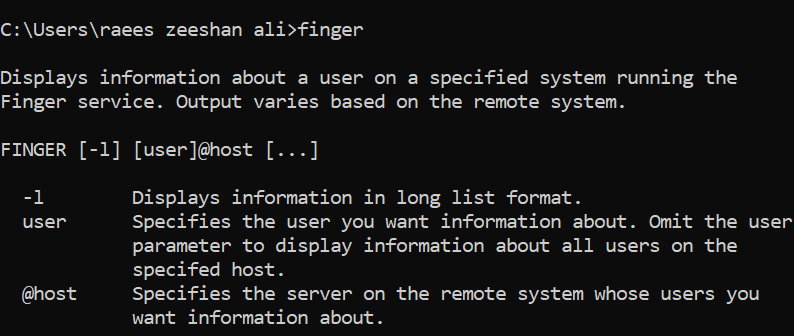 C:\Users\raees zeeshan ali>finger
Displays information about a user on a specified system running the
Finger service. Output varies based on the remote system.
FINGER [-l] [user]@host [...]
-l Displays information in long list format.
user Specifies the user you want information about. Omit the user
parameter to display information about all users on the
specifed host.
@host Specifies the server on the remote system whose users you
want information about.